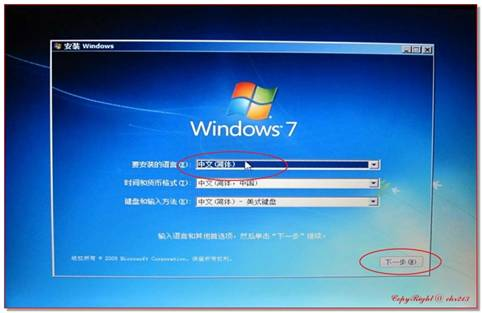 安装 Windows
Windows 7
要安装的语言(E): 中文(简体)
时间和货币格式(T): 中文(简体，中国)
键盘和输入方法(K): 中文(简体) - 美式键盘
输入语言和其他首选项，然后单击"下一步"继续。
版权所有 © 2009 Microsoft Corporation. 保留所有权利。
下一步(N)
CopyRight @ chx243